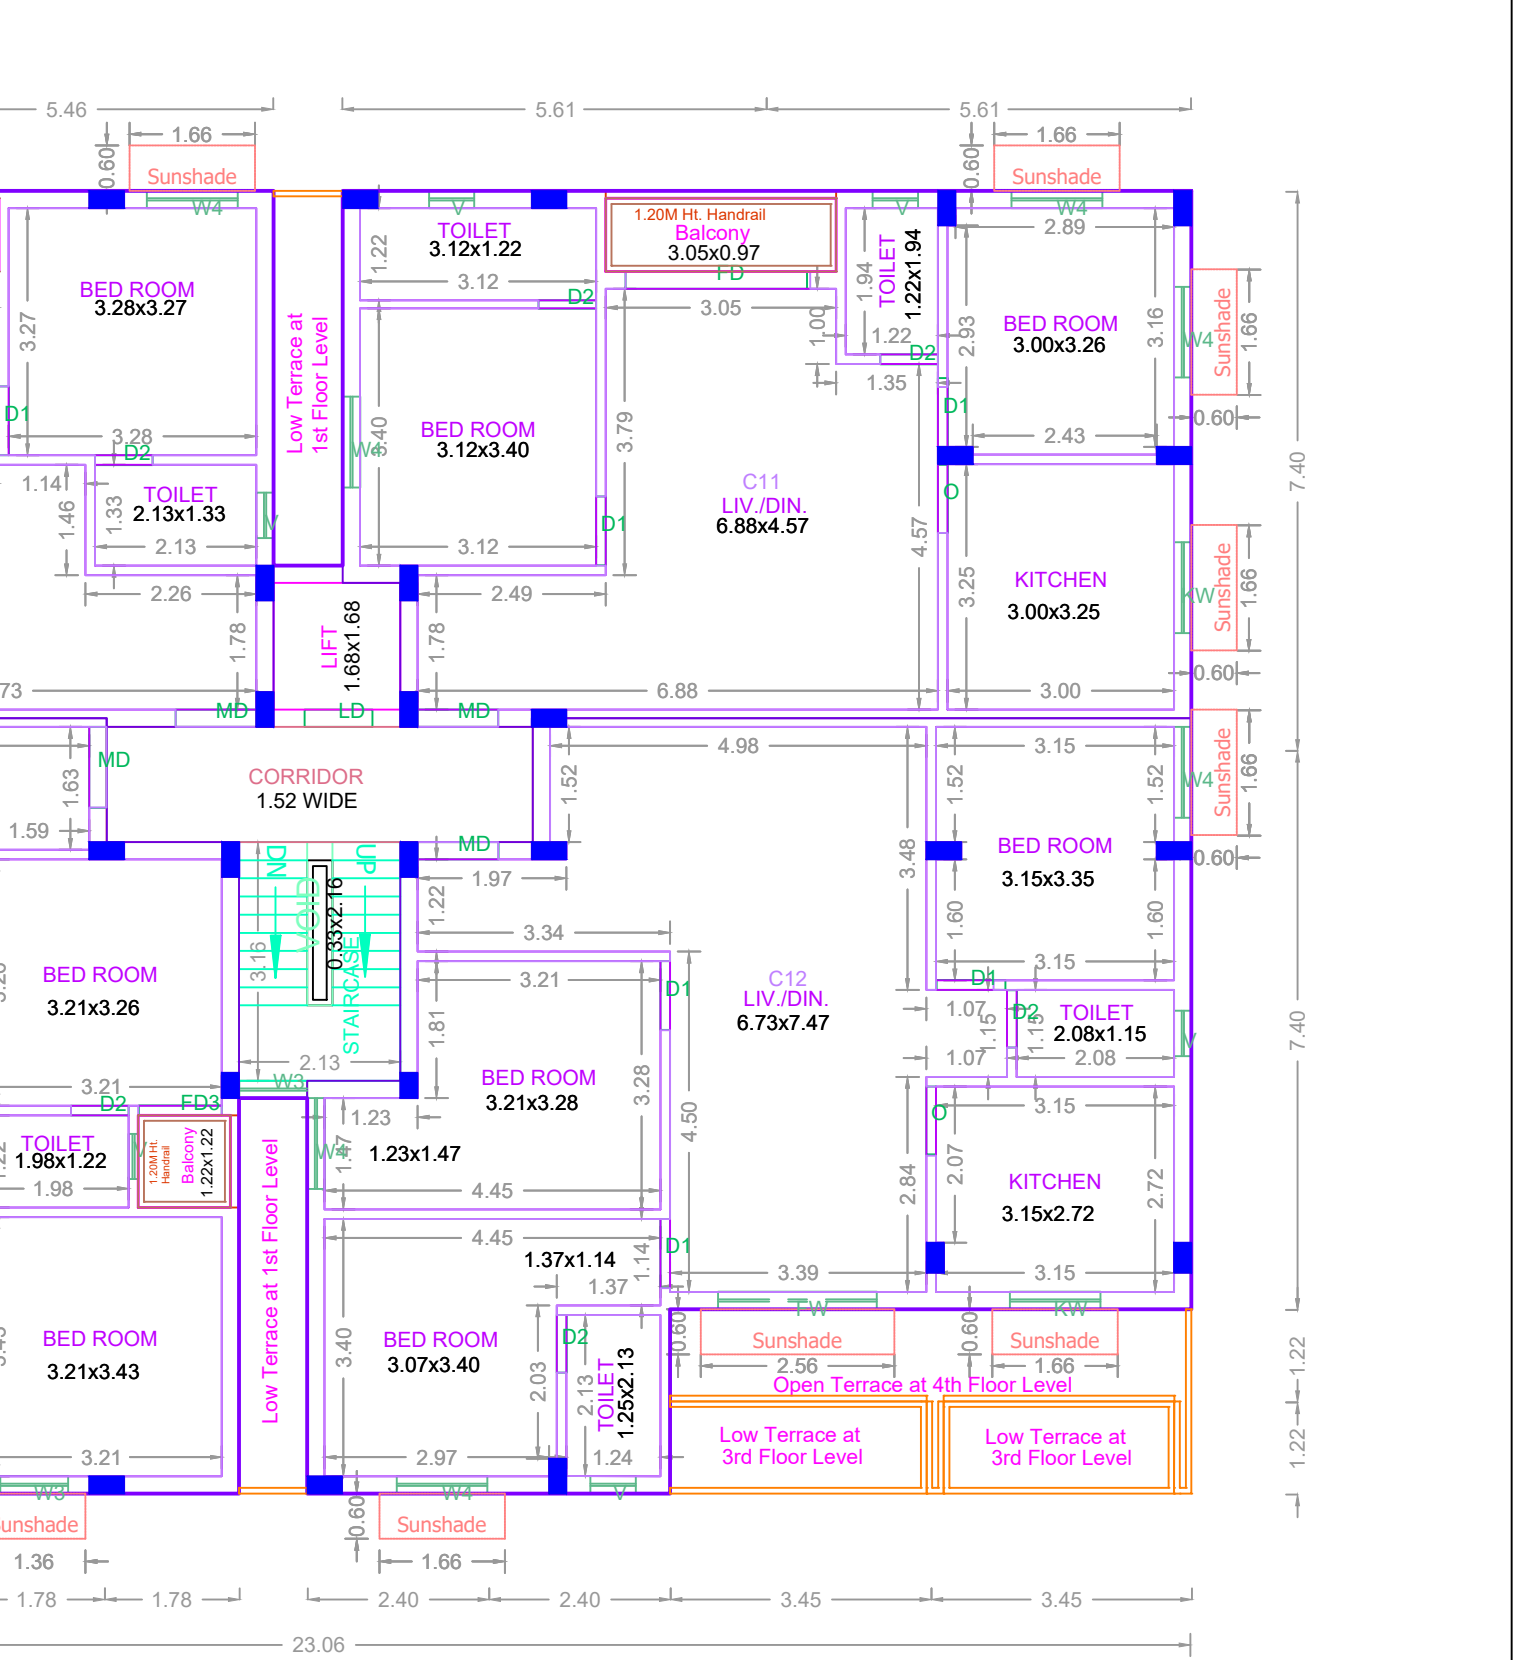 5.46
5.61
5.61
1.66
1.66
0.60
0.60
Sunshade
Sunshade
W4
V
V
W4
TOILET
3.12x1.22
1.22
3.12
D2
1.20M Ht. Handrail
Balcony
3.05x0.97
FD
3.05
1.00
TOILET
1.22x1.94
1.94
1.22
D2
1.35
2.89
2.93
3.16
BED ROOM
3.00x3.26
2.43
D1
W4
Sunshade
1.66
0.60
BED ROOM
3.28x3.27
3.27
3.28
D1
D2
Low Terrace at
1st Floor Level
BED ROOM
3.12x3.40
3.40
W4
3.12
D1
3.79
C11
LIV./DIN.
6.88x4.57
4.57
O
7.40
1.14
1.46
1.33
TOILET
2.13x1.33
2.13
V
2.26
1.78
LIFT
1.68x1.68
1.78
2.49
3.25
KITCHEN
3.00x3.25
KW
Sunshade
1.66
0.60
73
6.88
3.00
MD
LD
MD
MD
1.63
1.59
CORRIDOR
1.52 WIDE
MD
4.98
1.52
3.15
1.52
1.52
W4
Sunshade
1.66
0.60
BED ROOM
3.15x3.35
3.48
1.60
1.60
3.15
DN
UP
VOID
0.33x2.16
STAIRCASE
3.16
2.13
W3
1.97
1.22
3.34
3.21
D1
1.81
C12
LIV./DIN.
6.73x7.47
D1
1.07
1.15
D2
1.15
TOILET
2.08x1.15
1.07
2.08
V
7.40
BED ROOM
3.21x3.26
3.21
D2
FD3
TOILET
1.98x1.22
1.98
V
1.20M Ht.
Handrail
Balcony
1.22x1.22
BED ROOM
3.21x3.28
3.28
4.50
1.23
1.47
W4
1.23x1.47
4.45
O
3.15
2.07
2.84
2.72
KITCHEN
3.15x2.72
3.39
3.15
Low Terrace at 1st Floor Level
4.45
1.37x1.14
1.14
1.37
D1
BED ROOM
3.21x3.43
3.21
3.40
BED ROOM
3.07x3.40
D2
2.03
2.13
TOILET
1.25x2.13
2.97
1.24
TW
KW
0.60
Sunshade
2.56
0.60
Sunshade
1.66
Open Terrace at 4th Floor Level
Low Terrace at
3rd Floor Level
Low Terrace at
3rd Floor Level
1.22
1.22
W3
W4
V
unshade
0.60
Sunshade
1.36
1.66
1.78
1.78
2.40
2.40
3.45
3.45
23.06